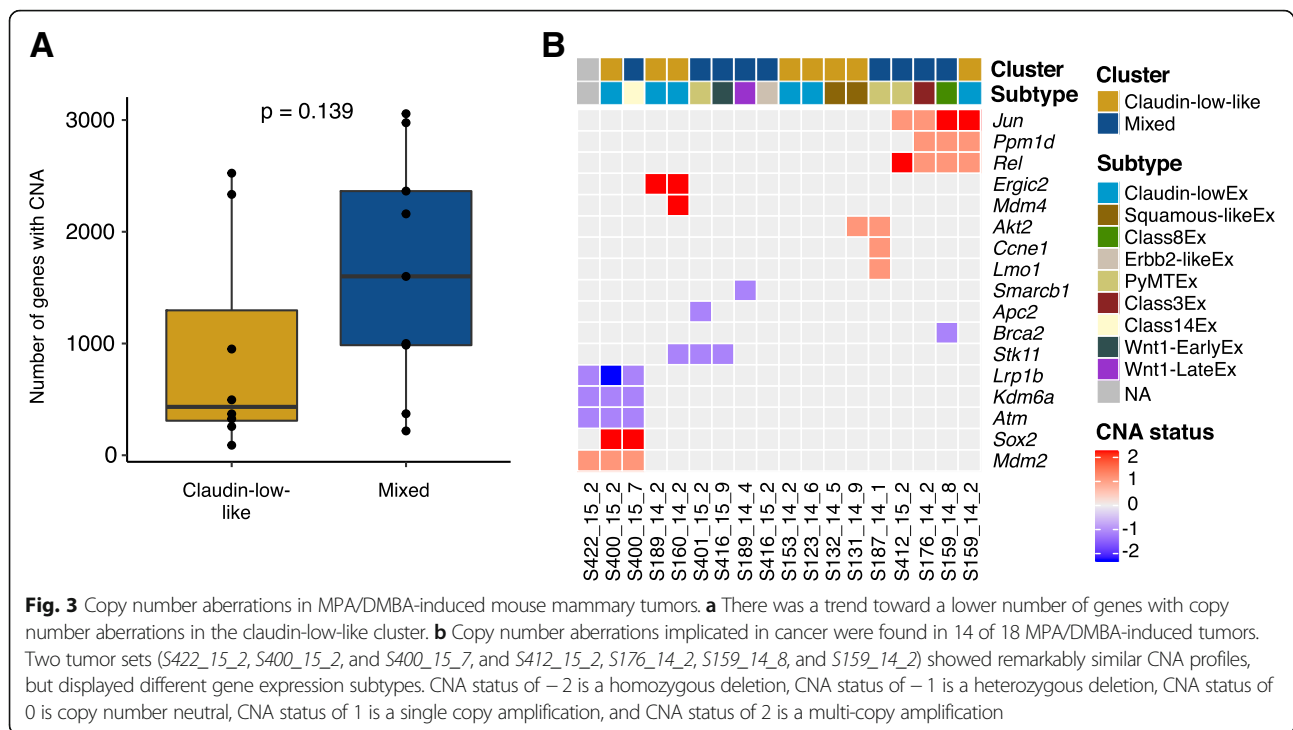 A
B
p = 0.139
Number of genes with CNA
3000
2000
1000
0
Claudin-low-
like
Mixed
Cluster
Subtype
Jun
Ppm1d
Rel
Ergic2
Mdm4
Akt2
Ccne1
Lmo1
Smarcb1
Apc2
Brca2
Stk11
Lrp1b
Kdm6a
Atm
Sox2
Mdm2
S422_15_2
S400_15_2
S400_15_7
S189_14_2
S160_14_2
S401_15_2
S416_15_9
S189_14_4
S416_15_2
S153_14_2
S123_14_6
S132_14_5
S131_14_9
S187_14_1
S412_15_2
S176_14_2
S159_14_8
S159_14_2
Cluster
Claudin-low-like
Mixed
Subtype
Claudin-lowEx
Squamous-likeEx
Class8Ex
Erbb2-likeEx
PyMTEx
Class3Ex
Class14Ex
Wnt1-EarlyEx
Wnt1-LateEx
NA
CNA status
2
1
0
-1
-2
Fig. 3 Copy number aberrations in MPA/DMBA-induced mouse mammary tumors. a There was a trend toward a lower number of genes with copy
number aberrations in the claudin-low-like cluster. b Copy number aberrations implicated in cancer were found in 14 of 18 MPA/DMBA-induced tumors.
Two tumor sets (S422_15_2, S400_15_2, and S400_15_7, and S412_15_2, S176_14_2, S159_14_8, and S159_14_2) showed remarkably similar CNA profiles,
but displayed different gene expression subtypes. CNA status of − 2 is a homozygous deletion, CNA status of − 1 is a heterozygous deletion, CNA status of
0 is copy number neutral, CNA status of 1 is a single copy amplification, and CNA status of 2 is a multi-copy amplification